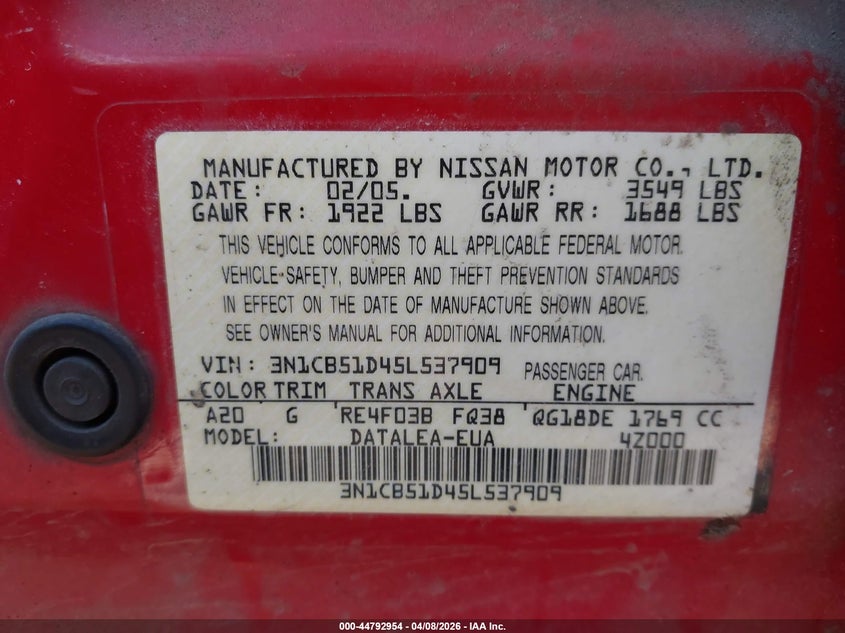 MANUFACTURED BY NISSAN MOTOR CO., LTD.
DATE: 02/05. GVWR: 3549 LBS
GAWR FR: 1922 LBS GAWR RR: 1688 LBS
THIS VEHICLE CONFORMS TO ALL APPLICABLE FEDERAL MOTOR
VEHICLE-SAFETY, BUMPER AND THEFT PREVENTION STANDARDS
IN EFFECT ON THE DATE OF MANUFACTURE SHOWN ABOVE.
SEE OWNER'S MANUAL FOR ADDITIONAL INFORMATION.
VIN: 3N1CB51D45L537909 PASSENGER CAR.
COLOR TRIM TRANS AXLE ENGINE
A20 G RE4F03B FQ38 QG18DE 1769 CC
MODEL: DATALEA-EUA 4Z000
3N1CB51D45L537909
000-44792954 - 04/08/2026 - IAA Inc.